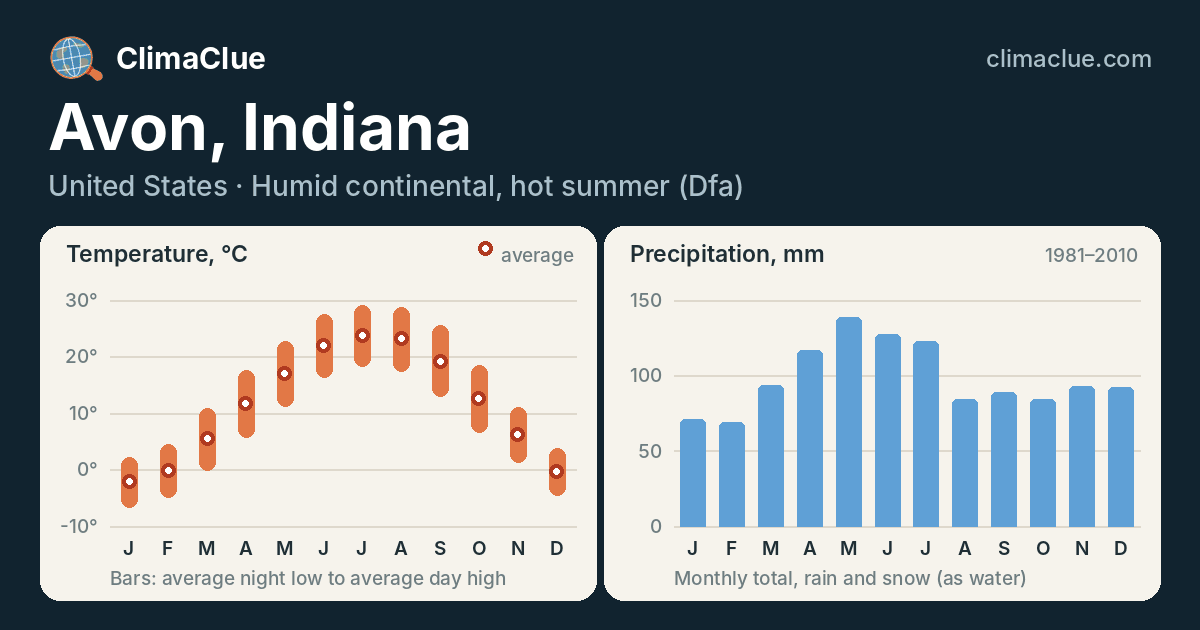 ClimaClue
climaclue.com
Avon, Indiana
United States · Humid continental, hot summer (Dfa)
Temperature, °C
average
30°
20°
10°
0°
-10°
J F M A M J J A S O N D
Bars: average night low to average day high
Precipitation, mm
1981–2010
150
100
50
0
J F M A M J J A S O N D
Monthly total, rain and snow (as water)